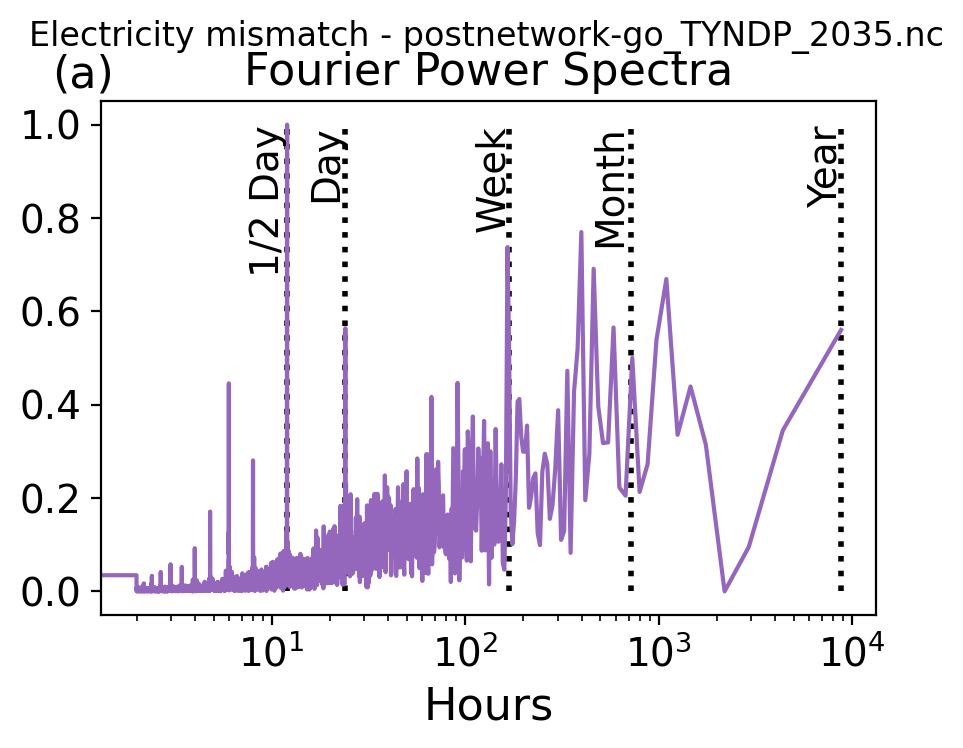 Electricity mismatch - postnetwork-go_TYNDP_2035.nc
(a) Fourier Power Spectra
1.0
0.8
0.6
0.4
0.2
0.0
1/2 Day
Day
Week
Month
Year
10¹ 10² 10³ 10⁴
Hours